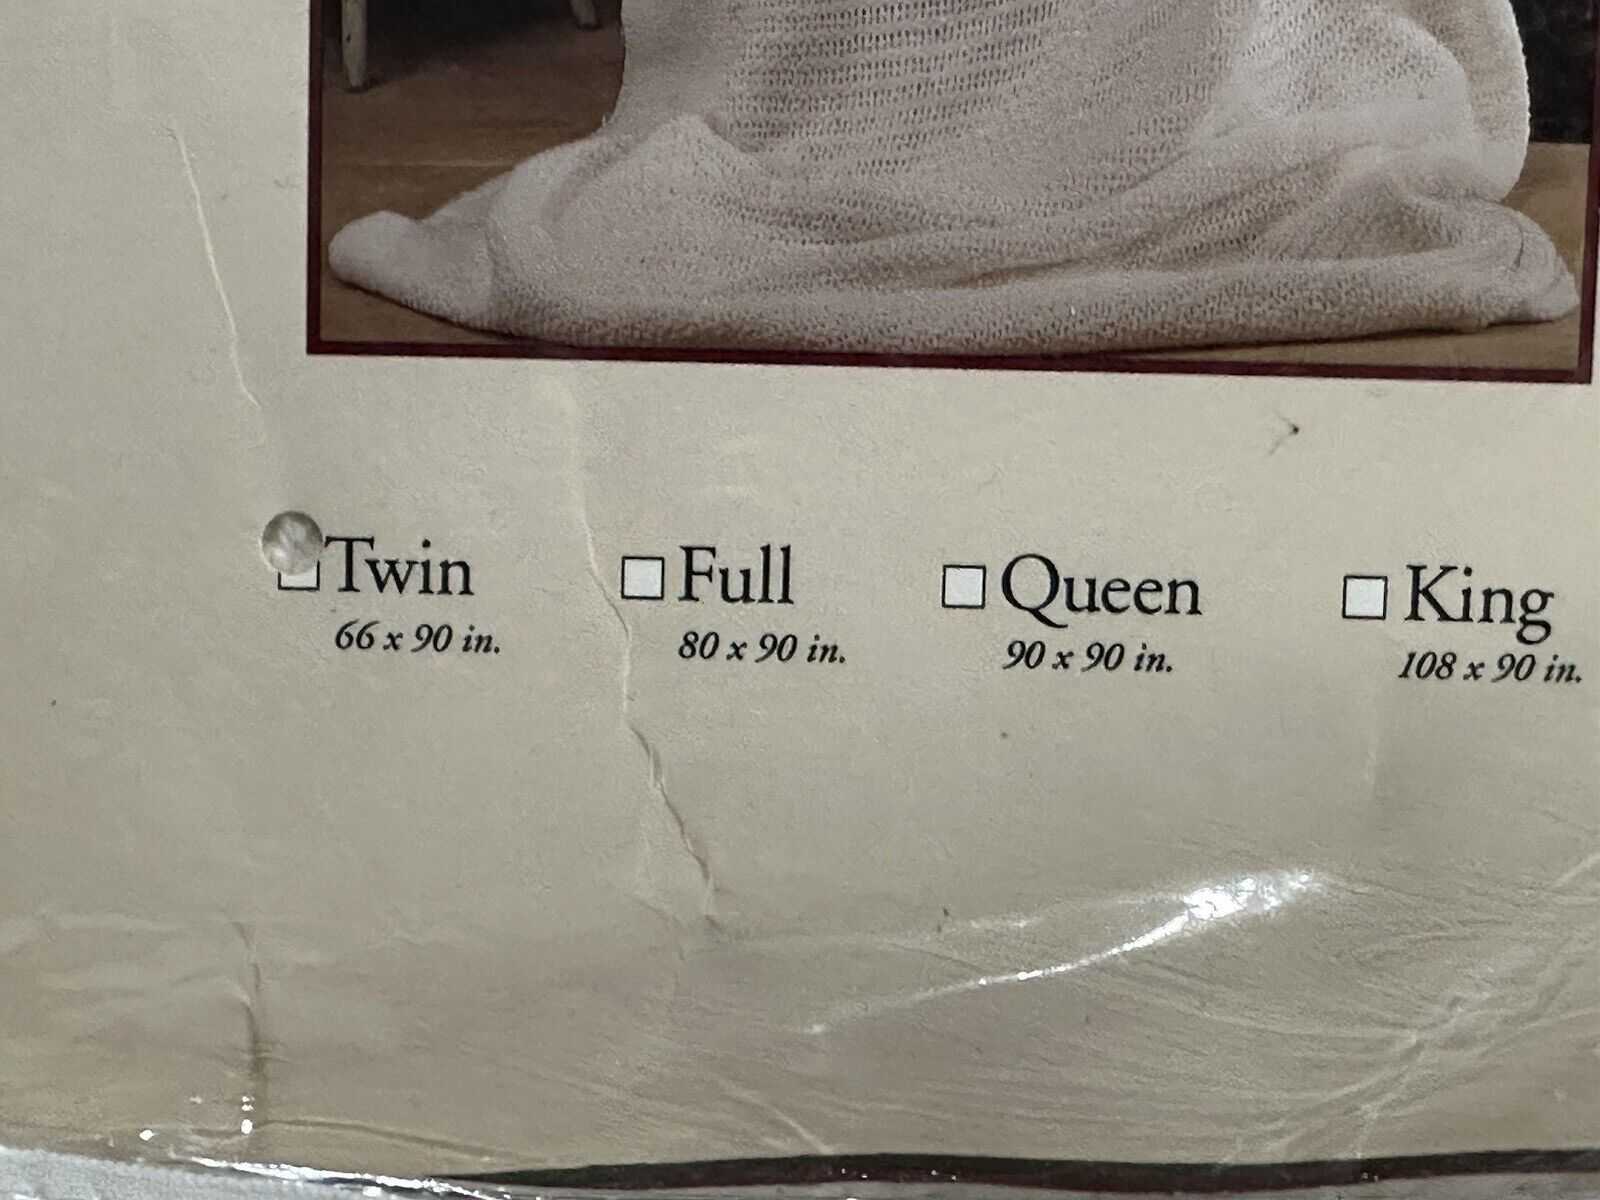 Twin Full Queen King
66 x 90 in. 80 x 90 in. 90 x 90 in. 108 x 90 in.